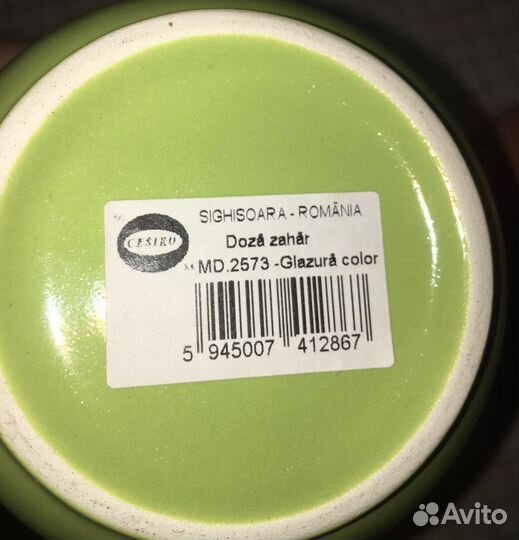 SIGHISOARA - ROMÂNIA
CESIRO
Doză zahăr
S.A.
MD.2573 -Glazură color
5 945007 412867
Avito